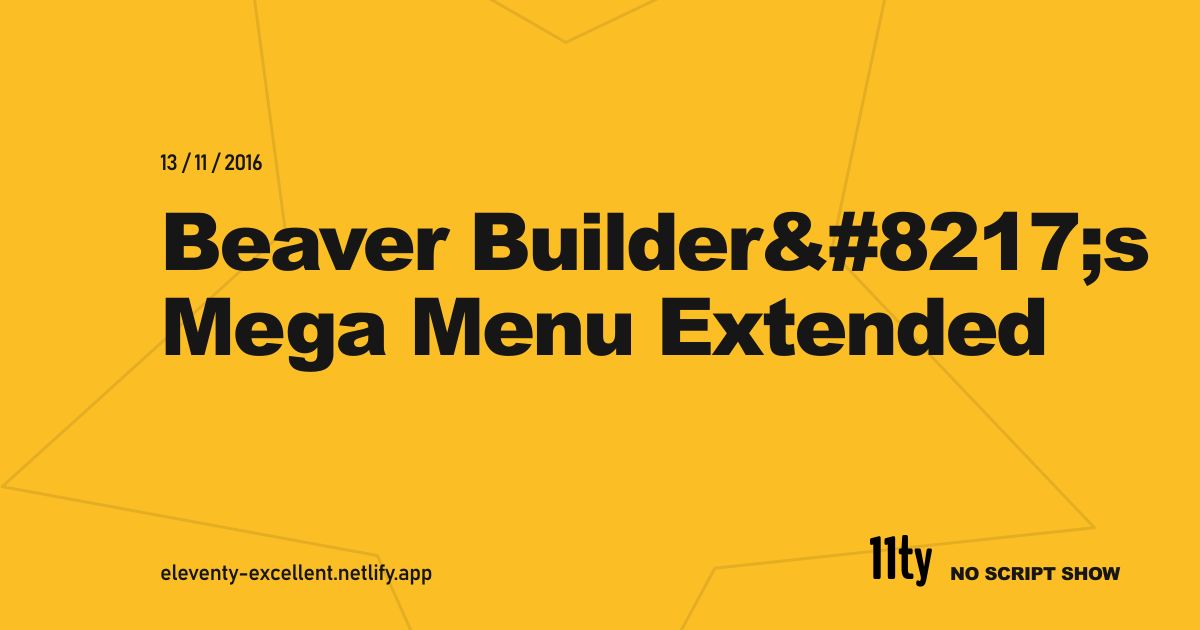 13 / 11 / 2016
Beaver Builder&#8217;s
Mega Menu Extended
eleventy-excellent.netlify.app
11ty NO SCRIPT SHOW